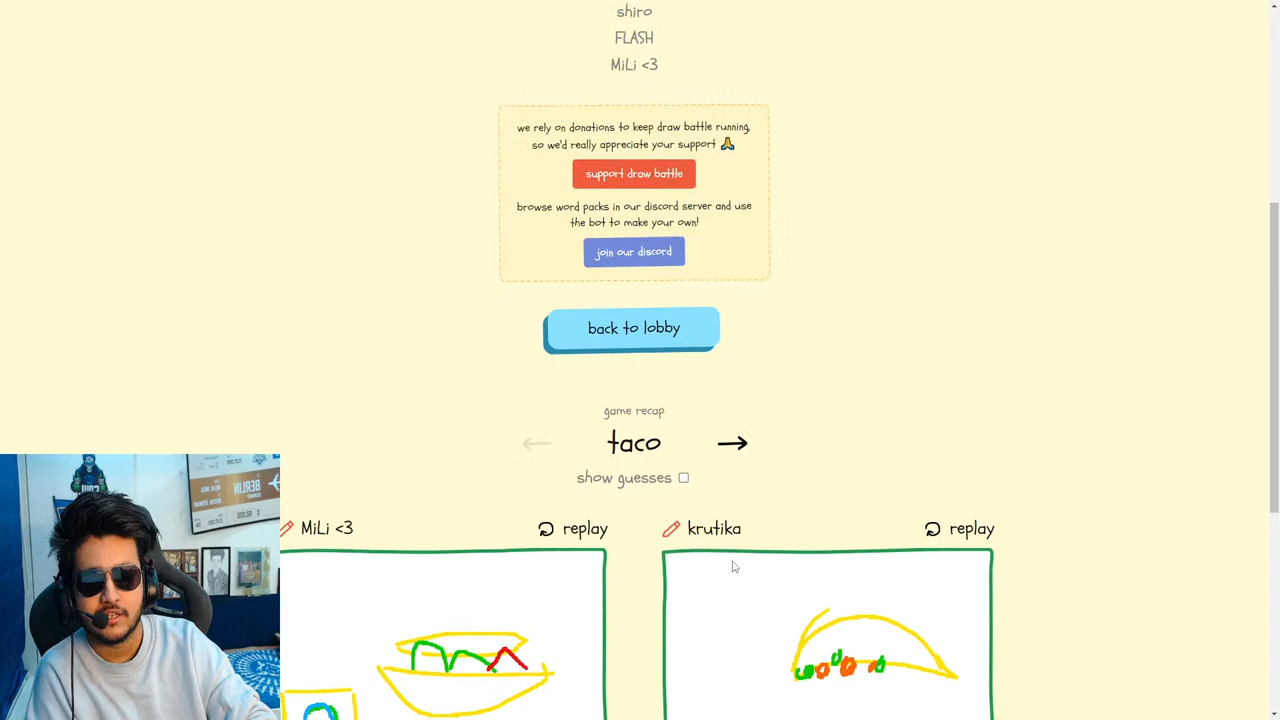 shiro
FLASH
MiLi <3
we rely on donations to keep draw battle running,
so we'd really appreciate your support 🙏
support draw battle
browse word packs in our discord server and use
the bot to make your own!
join our discord
back to lobby
game recap
← taco →
show guesses
MiLi <3 replay
krutika replay
BERLIN